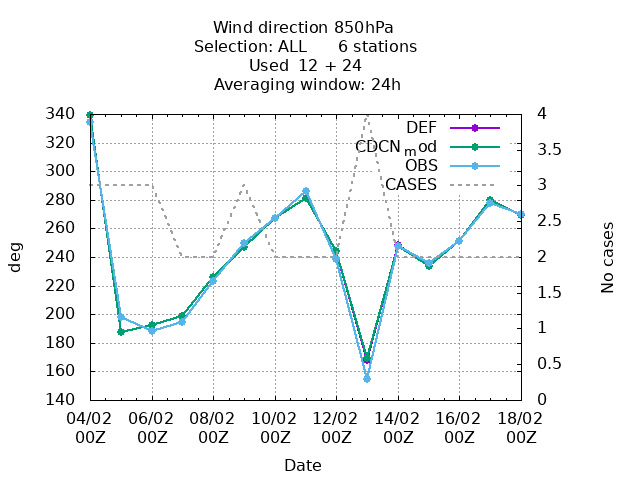 Wind direction 850hPa
Selection: ALL      6 stations
Used  12 + 24
Averaging window: 24h
340
320
300
280
260
240
220
200
180
160
140
deg
DEF
CDCN_mod
OBS
CASES
4
3.5
3
2.5
2
1.5
1
0.5
0
No cases
04/02 06/02 08/02 10/02 12/02 14/02 16/02 18/02
00Z 00Z 00Z 00Z 00Z 00Z 00Z 00Z
Date